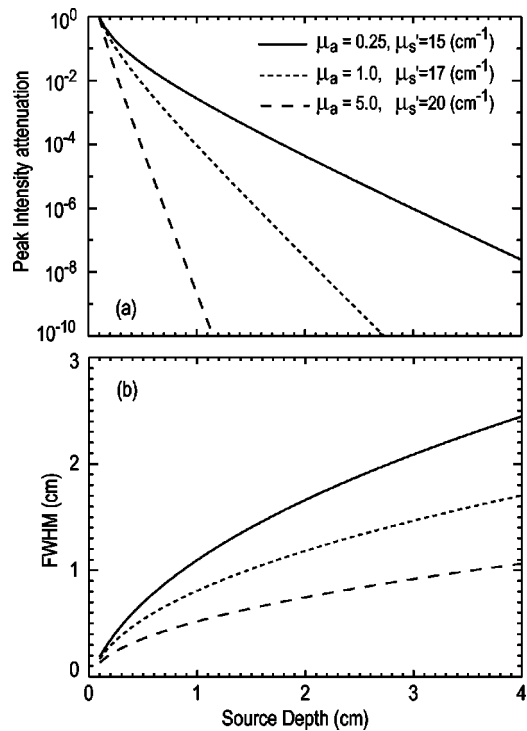 10⁰
10⁻²
10⁻⁴
10⁻⁶
10⁻⁸
10⁻¹⁰
Peak Intensity attenuation
μₐ = 0.25, μₛ'=15 (cm⁻¹)
μₐ = 1.0, μₛ'=17 (cm⁻¹)
μₐ = 5.0, μₛ'=20 (cm⁻¹)
(a)
3
2
1
0
FWHM (cm)
(b)
0 1 2 3 4
Source Depth (cm)